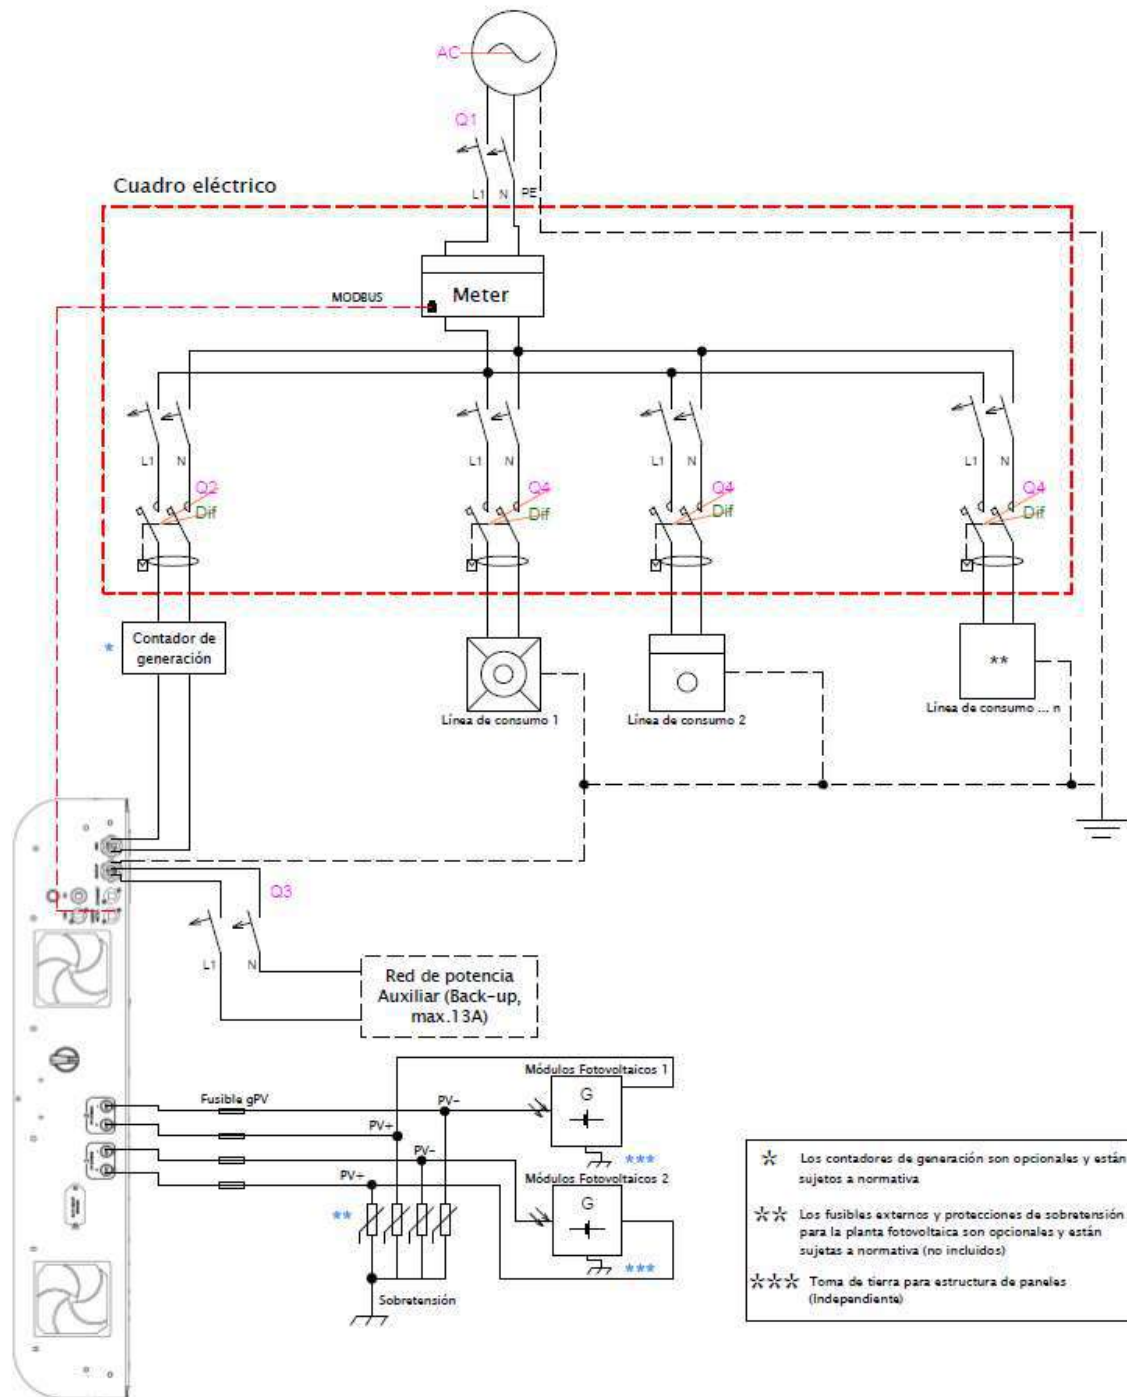 AC
Q1
Cuadro eléctrico
L1 N PE
MODBUS
Meter
L1 N
L1 N
L1 N
L1 N
Q2
Dif
Q4
Dif
Q4
Dif
Q4
Dif
* Contador de
generación
**
Línea de consumo 1
Línea de consumo 2
Línea de consumo ... n
Q3
L1 N
Red de potencia
Auxiliar (Back-up,
max.13A)
Módulos Fotovoltaicos 1
G
Fusible gPV
PV-
PV+
***
PV-
Módulos Fotovoltaicos 2
PV+
G
**
***
Sobretensión
* Los contadores de generación son opcionales y están
sujetos a normativa
** Los fusibles externos y protecciones de sobretensión
para la planta fotovoltaica son opcionales y están
sujetas a normativa (no incluidos)
*** Toma de tierra para estructura de paneles
(Independiente)